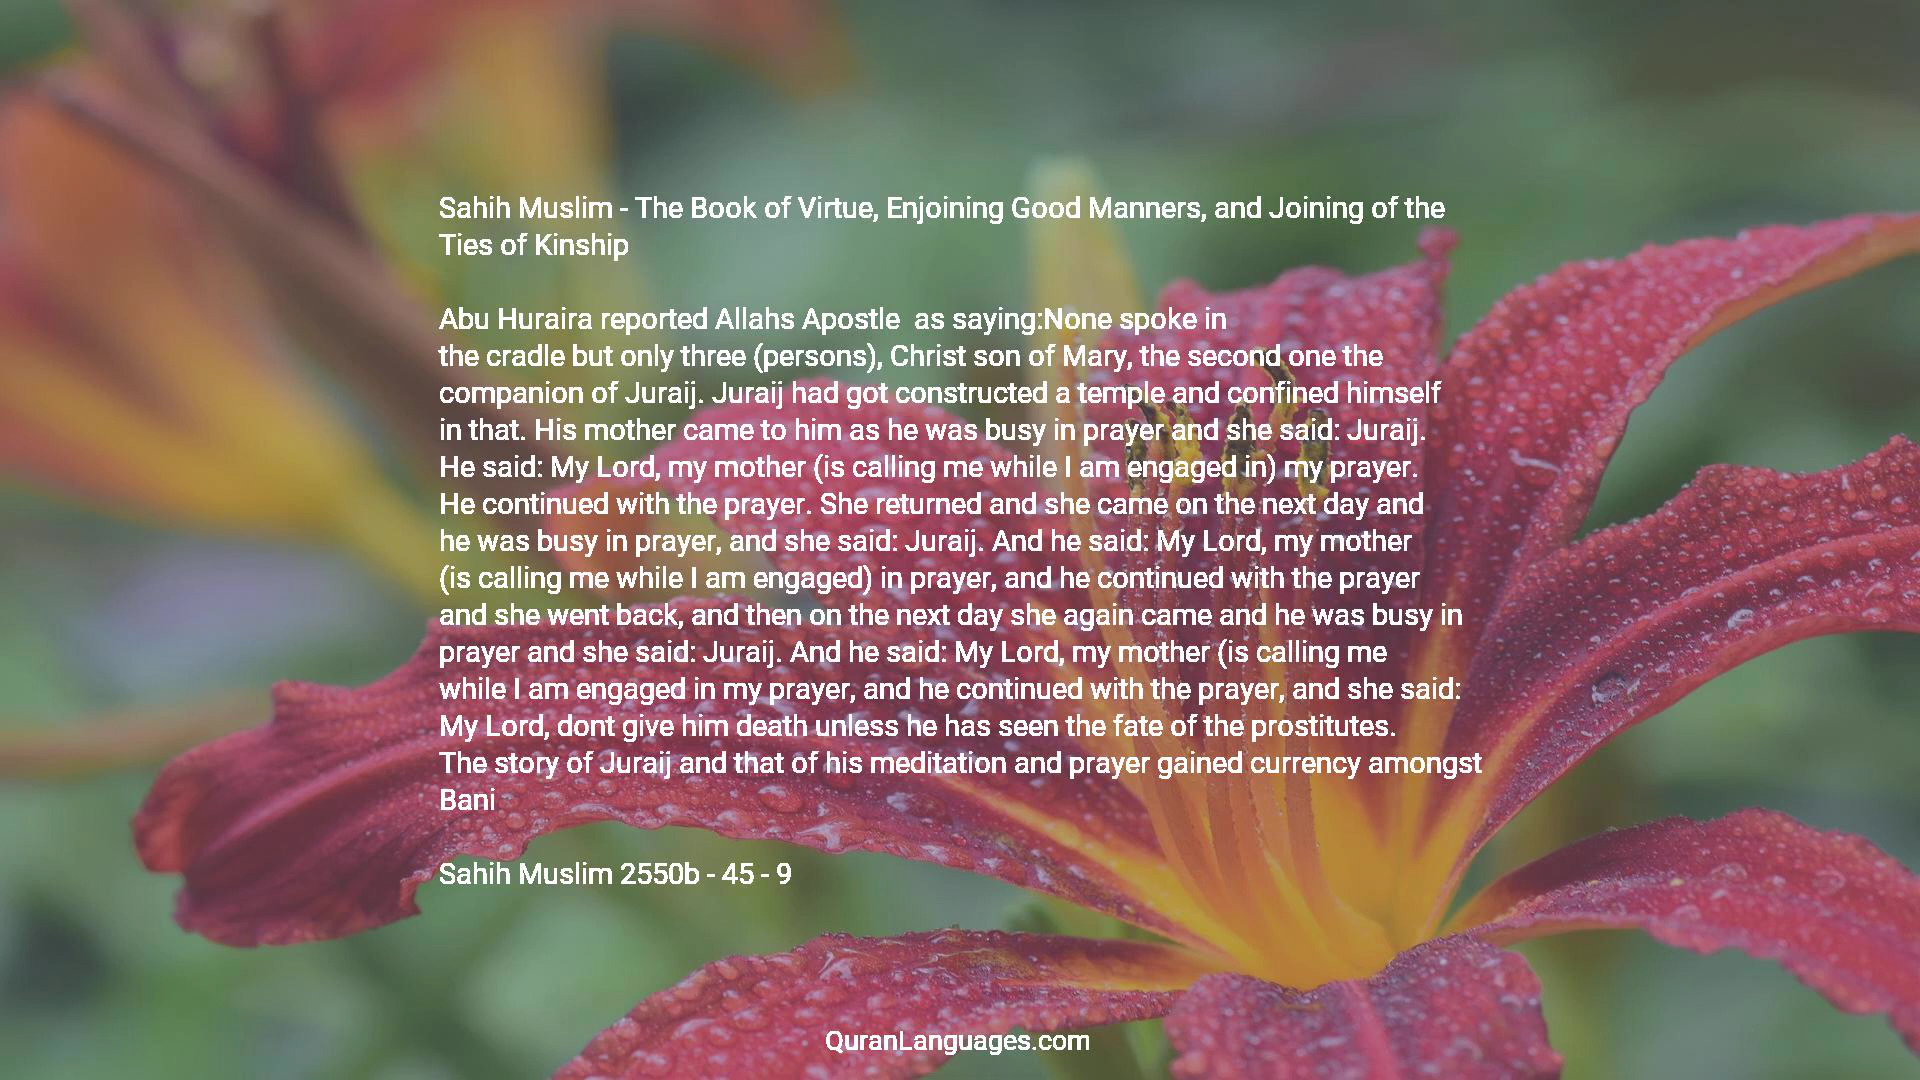 Sahih Muslim - The Book of Virtue, Enjoining Good Manners, and Joining of the
Ties of Kinship
Abu Huraira reported Allahs Apostle  as saying:None spoke in
the cradle but only three (persons), Christ son of Mary, the second one the
companion of Juraij. Juraij had got constructed a temple and confined himself
in that. His mother came to him as he was busy in prayer and she said: Juraij.
He said: My Lord, my mother (is calling me while I am engaged in) my prayer.
He continued with the prayer. She returned and she came on the next day and
he was busy in prayer, and she said: Juraij. And he said: My Lord, my mother
(is calling me while I am engaged) in prayer, and he continued with the prayer
and she went back, and then on the next day she again came and he was busy in
prayer and she said: Juraij. And he said: My Lord, my mother (is calling me
while I am engaged in my prayer, and he continued with the prayer, and she said:
My Lord, dont give him death unless he has seen the fate of the prostitutes.
The story of Juraij and that of his meditation and prayer gained currency amongst
Bani
Sahih Muslim 2550b - 45 - 9
QuranLanguages.com